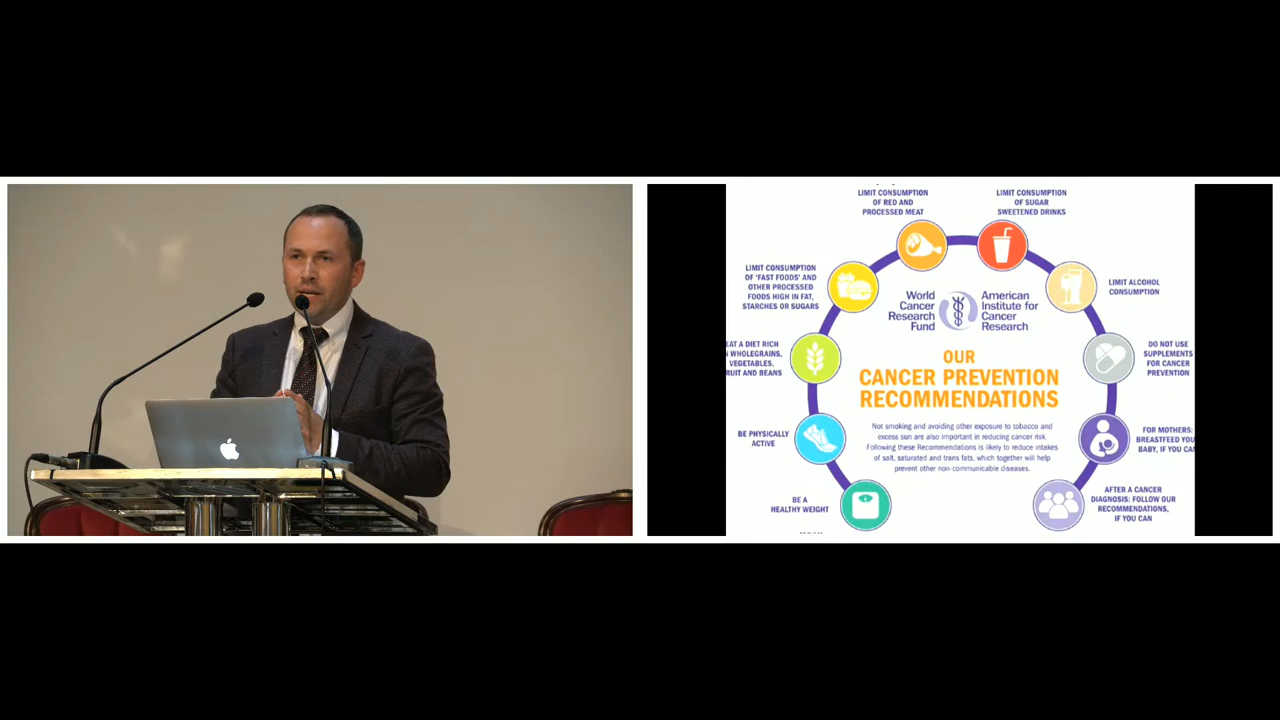 LIMIT CONSUMPTION
OF RED AND
PROCESSED MEAT
LIMIT CONSUMPTION
OF SUGAR
SWEETENED DRINKS
LIMIT CONSUMPTION
OF 'FAST FOODS' AND
OTHER PROCESSED
FOODS HIGH IN FAT,
STARCHES OR SUGARS
LIMIT ALCOHOL
CONSUMPTION
World
Cancer
Research
Fund
American
Institute for
Cancer
Research
EAT A DIET RICH
WHOLEGRAINS,
VEGETABLES,
RUIT AND BEANS
DO NOT USE
SUPPLEMENTS
FOR CANCER
PREVENTION
OUR
CANCER PREVENTION
RECOMMENDATIONS
Not smoking and avoiding other exposure to tobacco and
excess sun are also important in reducing cancer risk.
Following these Recommendations is likely to reduce intakes
of salt, saturated and trans fats, which together will help
prevent other non-communicable diseases.
BE PHYSICALLY
ACTIVE
FOR MOTHERS:
BREASTFEED YOU
BABY, IF YOU CAN
BE A
HEALTHY WEIGHT
AFTER A CANCER
DIAGNOSIS: FOLLOW OUR
RECOMMENDATIONS,
IF YOU CAN